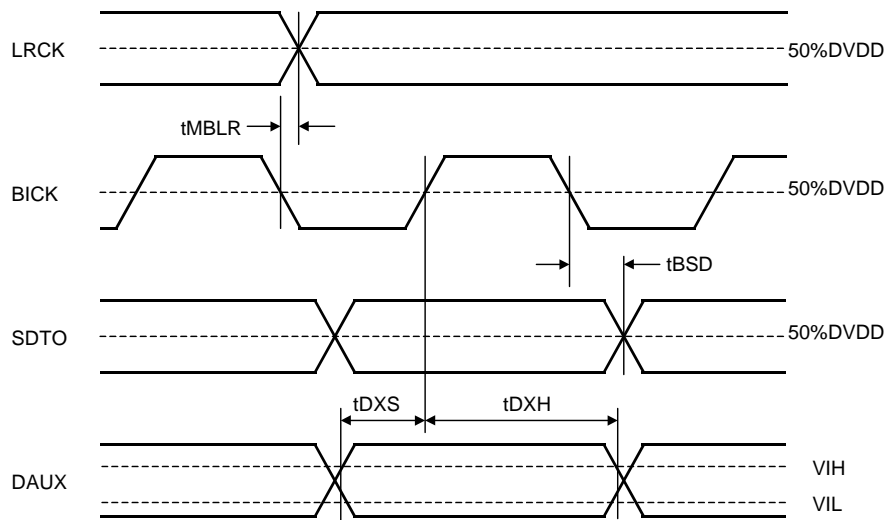 LRCK
50%DVDD
tMBLR
BICK
50%DVDD
tBSD
SDTO
50%DVDD
tDXS
tDXH
DAUX
VIH
VIL